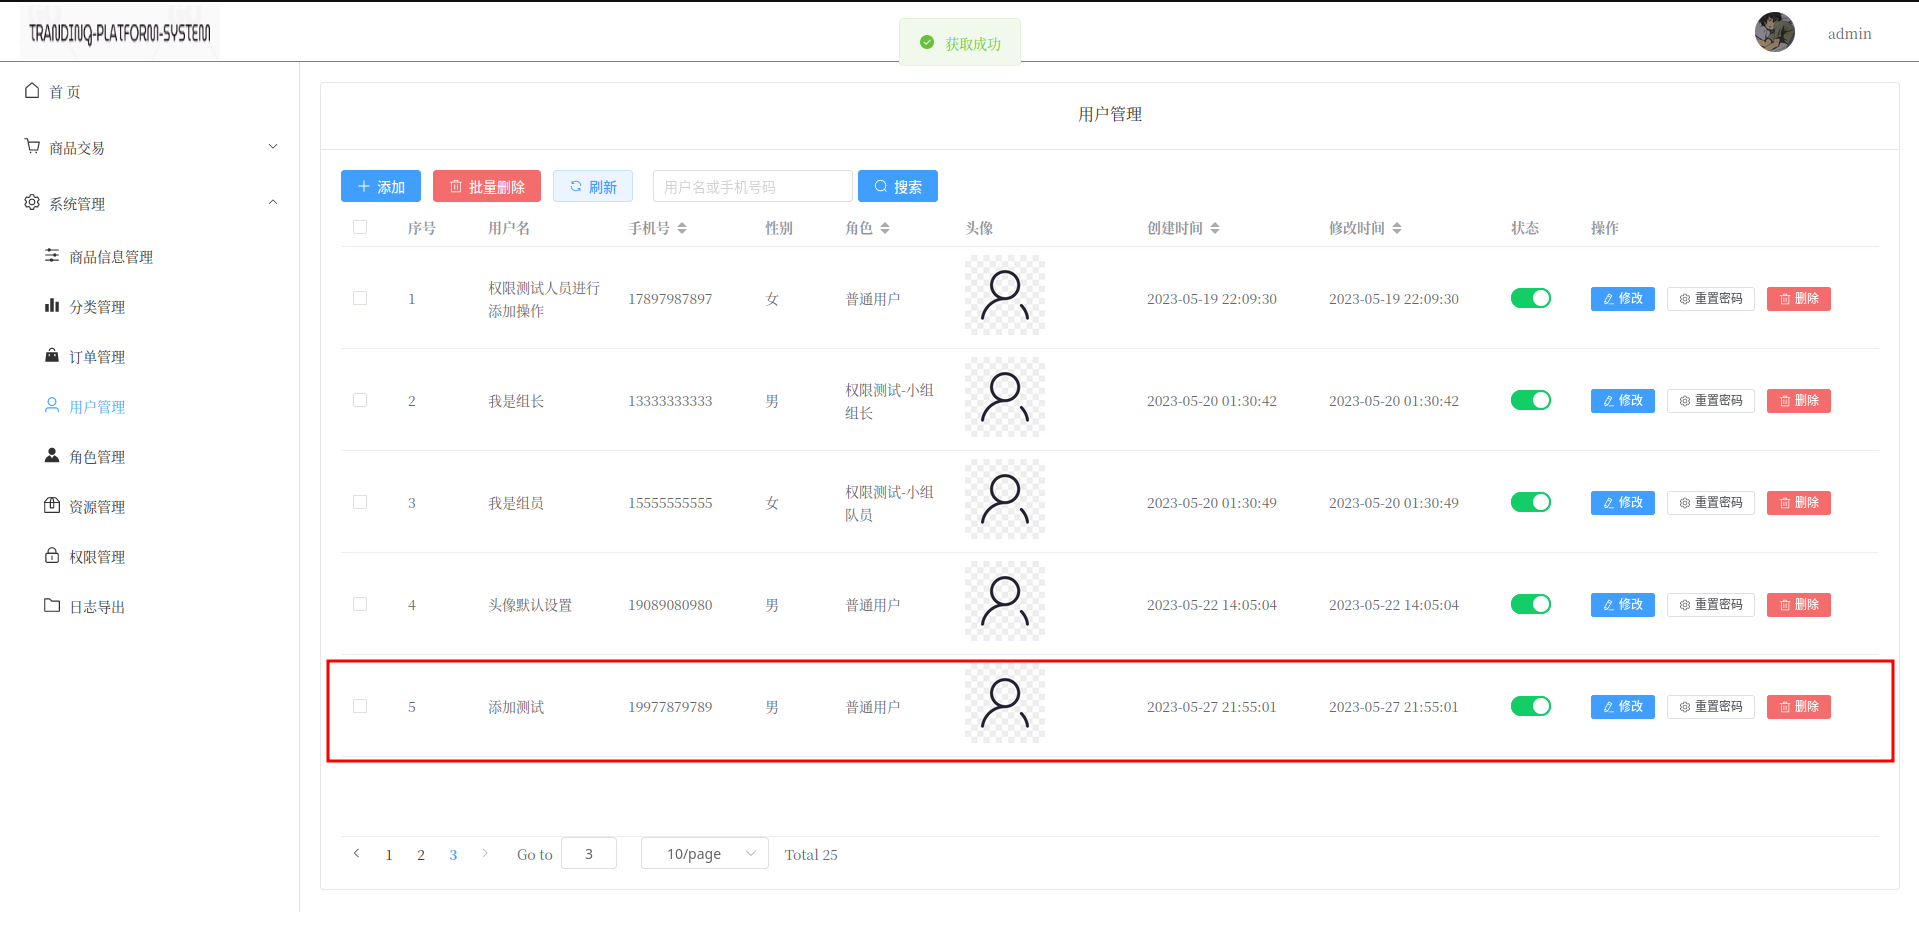 TRANDINQ-PLATFORM-SYSTEM
获取成功
admin
首 页
商品交易
系统管理
商品信息管理
分类管理
订单管理
用户管理
角色管理
资源管理
权限管理
日志导出
用户管理
添加 批量删除 刷新 用户名或手机号码 搜索
序号 用户名 手机号 性别 角色 头像 创建时间 修改时间 状态 操作
1 权限测试人员进行 17897987897 女 普通用户 2023-05-19 22:09:30 2023-05-19 22:09:30 修改 重置密码 删除
添加操作
2 我是组长 13333333333 男 权限测试-小组 2023-05-20 01:30:42 2023-05-20 01:30:42 修改 重置密码 删除
组长
3 我是组员 15555555555 女 权限测试-小组 2023-05-20 01:30:49 2023-05-20 01:30:49 修改 重置密码 删除
队员
4 头像默认设置 19089080980 男 普通用户 2023-05-22 14:05:04 2023-05-22 14:05:04 修改 重置密码 删除
5 添加测试 19977879789 男 普通用户 2023-05-27 21:55:01 2023-05-27 21:55:01 修改 重置密码 删除
1 2 3 Go to 3 10/page Total 25